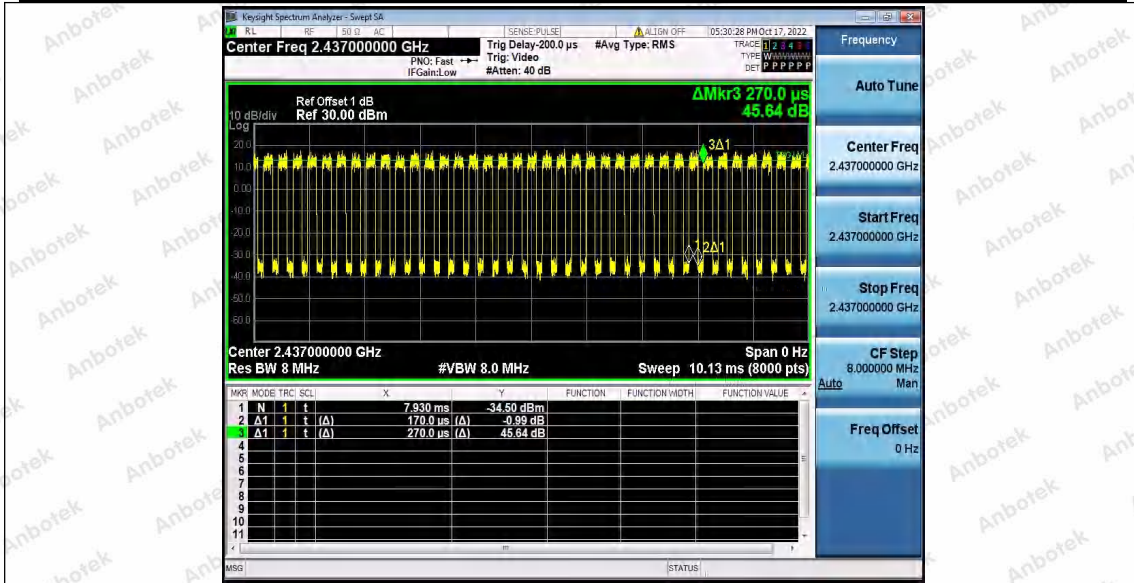 Keysight Spectrum Analyzer - Swept SA
RL RF 50 Ω AC SENSE:PULSE ALIGN OFF 05:30:28 PM Oct 17, 2022
Center Freq 2.437000000 GHz
Trig Delay-200.0 µs #Avg Type: RMS
PNO: Fast Trig: Video
IFGain:Low #Atten: 40 dB
TRACE 1 2 3 4 5 6
TYPE
DET P P P P P P
ΔMkr3 270.0 µs
45.64 dB
Ref Offset 1 dB
10 dB/div Ref 30.00 dBm
Log
20.0
10.0
0.00
-10.0
-20.0
-30.0
-40.0
-50.0
-60.0
3Δ1
2Δ1
Center 2.437000000 GHz Span 0 Hz
Res BW 8 MHz #VBW 8.0 MHz Sweep 10.13 ms (8000 pts)
MKR MODE TRC SCL X Y FUNCTION FUNCTION WIDTH FUNCTION VALUE
1 N 1 t 7.930 ms -34.50 dBm
2 Δ1 1 t (Δ) 170.0 µs (Δ) -0.99 dB
3 Δ1 1 t (Δ) 270.0 µs (Δ) 45.64 dB
4
5
6
7
8
9
10
11
MSG STATUS
Frequency
Auto Tune
Center Freq
2.437000000 GHz
Start Freq
2.437000000 GHz
Stop Freq
2.437000000 GHz
CF Step
8.000000 MHz
Auto Man
Freq Offset
0 Hz
Anbotek